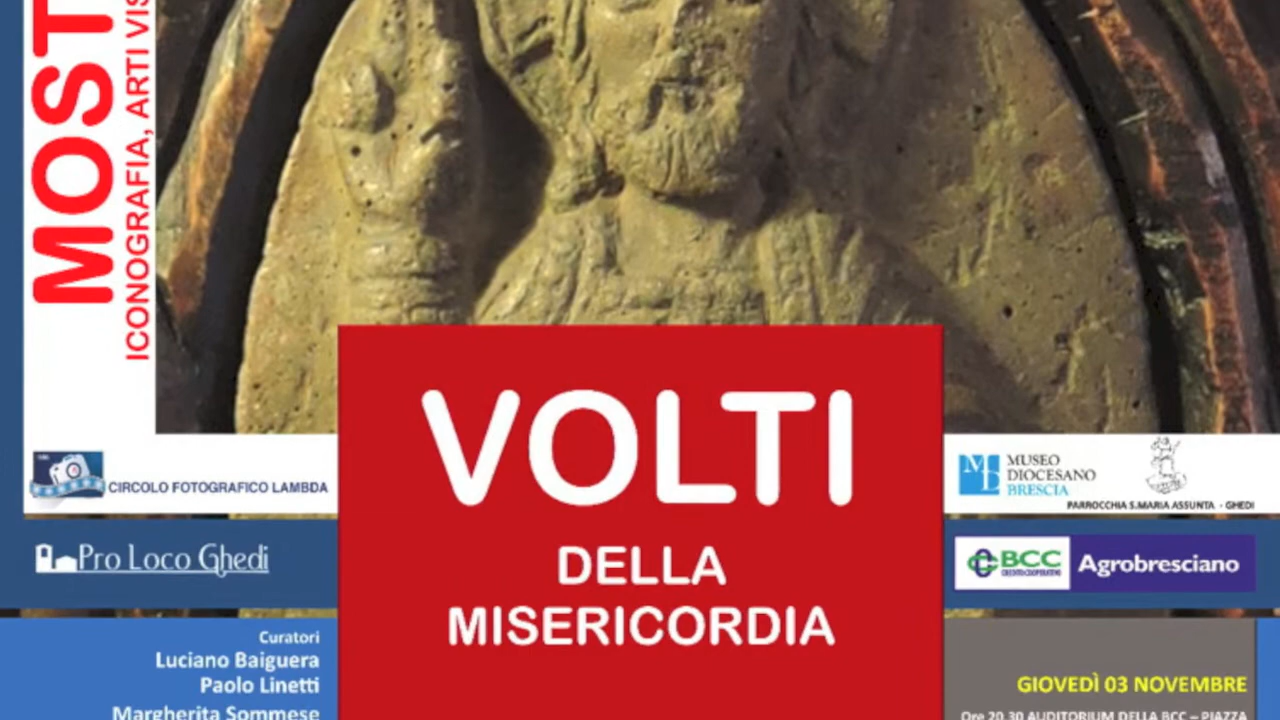 MOST
ICONOGRAFIA, ARTI VIS
VOLTI
DELLA
MISERICORDIA
CIRCOLO FOTOGRAFICO LAMBDA
MUSEO
DIOCESANO
BRESCIA
PARROCCHIA S.MARIA ASSUNTA - GHEDI
Pro Loco Ghedi
BCC
CREDITO COOPERATIVO
Agrobresciano
Curatori
Luciano Baiguera
Paolo Linetti
Margherita Sommese
GIOVEDÌ 03 NOVEMBRE
Ore 20.30 AUDITORIUM DELLA BCC – PIAZZA